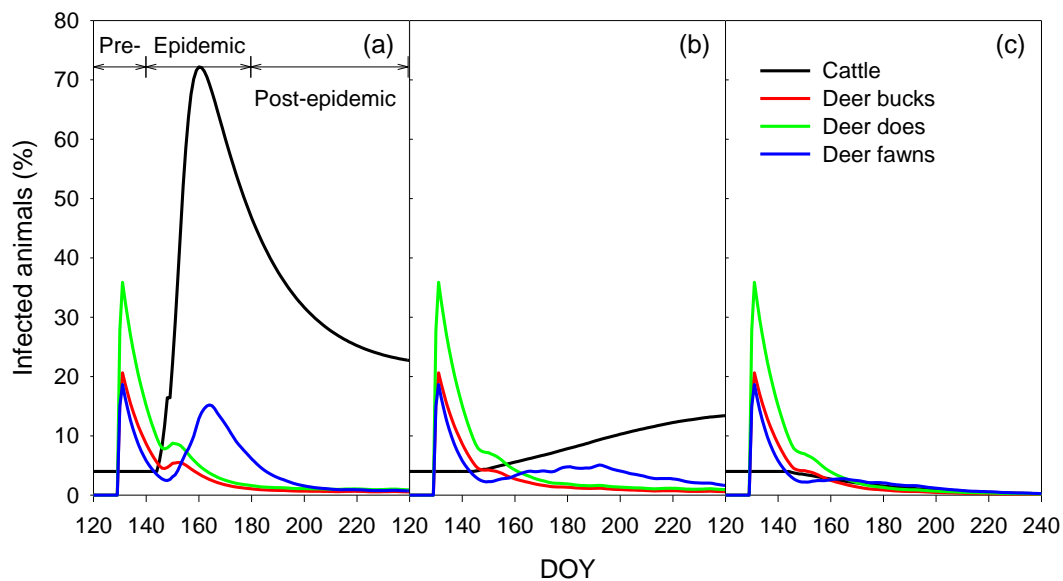 80
70
60
50
40
30
20
10
0
Infected animals (%)
Pre-
Epidemic
(a)
Post-epidemic
(b)
(c)
Cattle
Deer bucks
Deer does
Deer fawns
120 140 160 180 200 220 120 140 160 180 200 220 120 140 160 180 200 220 240
DOY